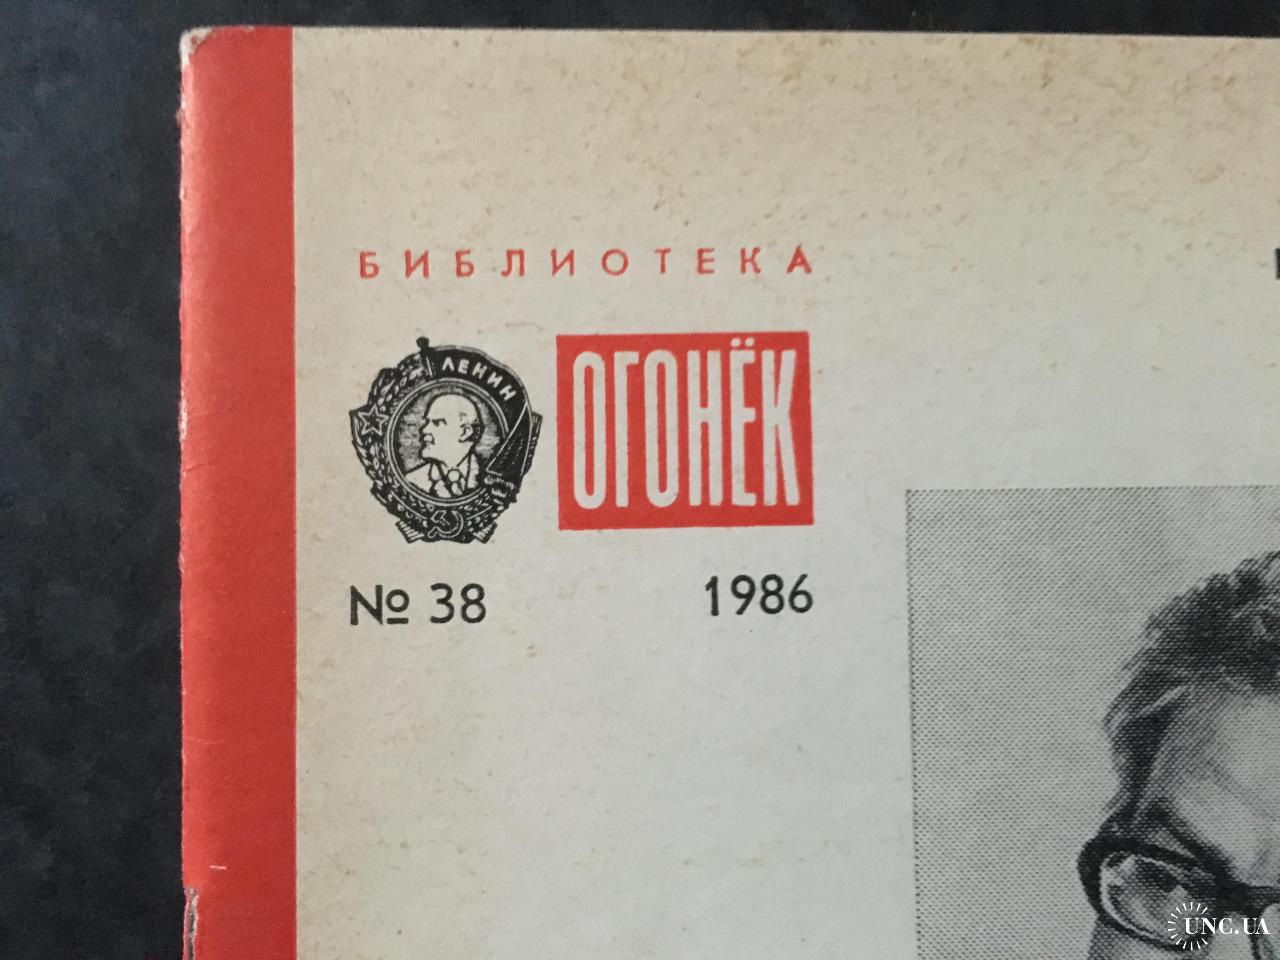 БИБЛИОТЕКА
ЛЕНИН
ОГОНЁК
№ 38
1986
UNC.UA